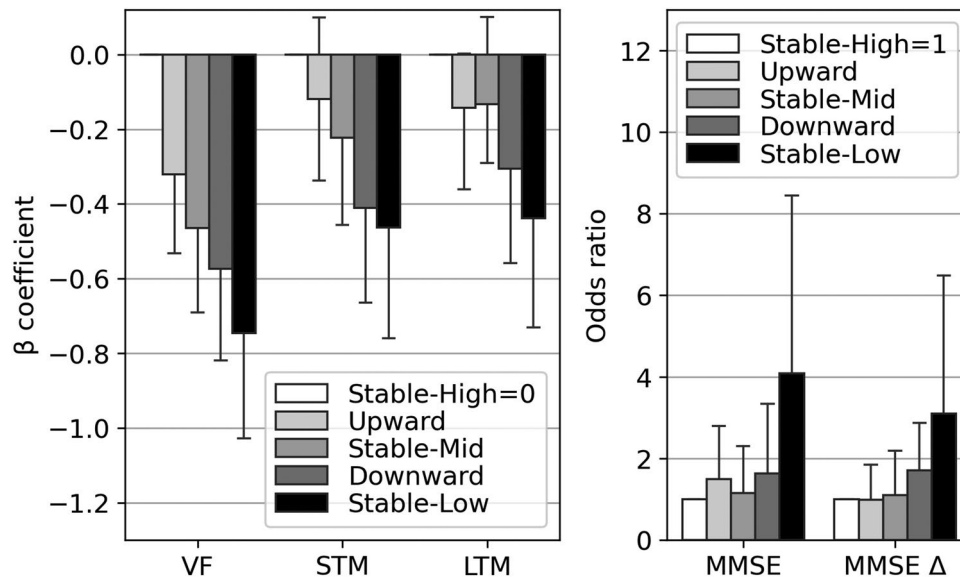 β coefficient
0.0
−0.2
−0.4
−0.6
−0.8
−1.0
−1.2
Stable-High=0
Upward
Stable-Mid
Downward
Stable-Low
VF STM LTM
Odds ratio
12
10
8
6
4
2
0
Stable-High=1
Upward
Stable-Mid
Downward
Stable-Low
MMSE MMSE Δ